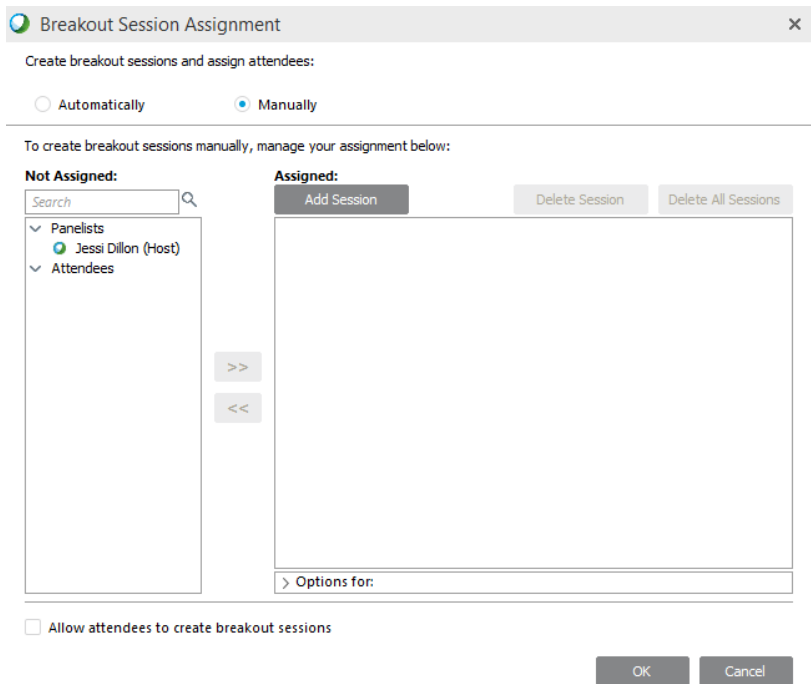 Breakout Session Assignment
Create breakout sessions and assign attendees:
Automatically
Manually
To create breakout sessions manually, manage your assignment below:
Not Assigned:
Assigned:
Search
Add Session
Delete Session
Delete All Sessions
Panelists
Jessi Dillon (Host)
Attendees
>>
<<
Options for:
Allow attendees to create breakout sessions
OK
Cancel